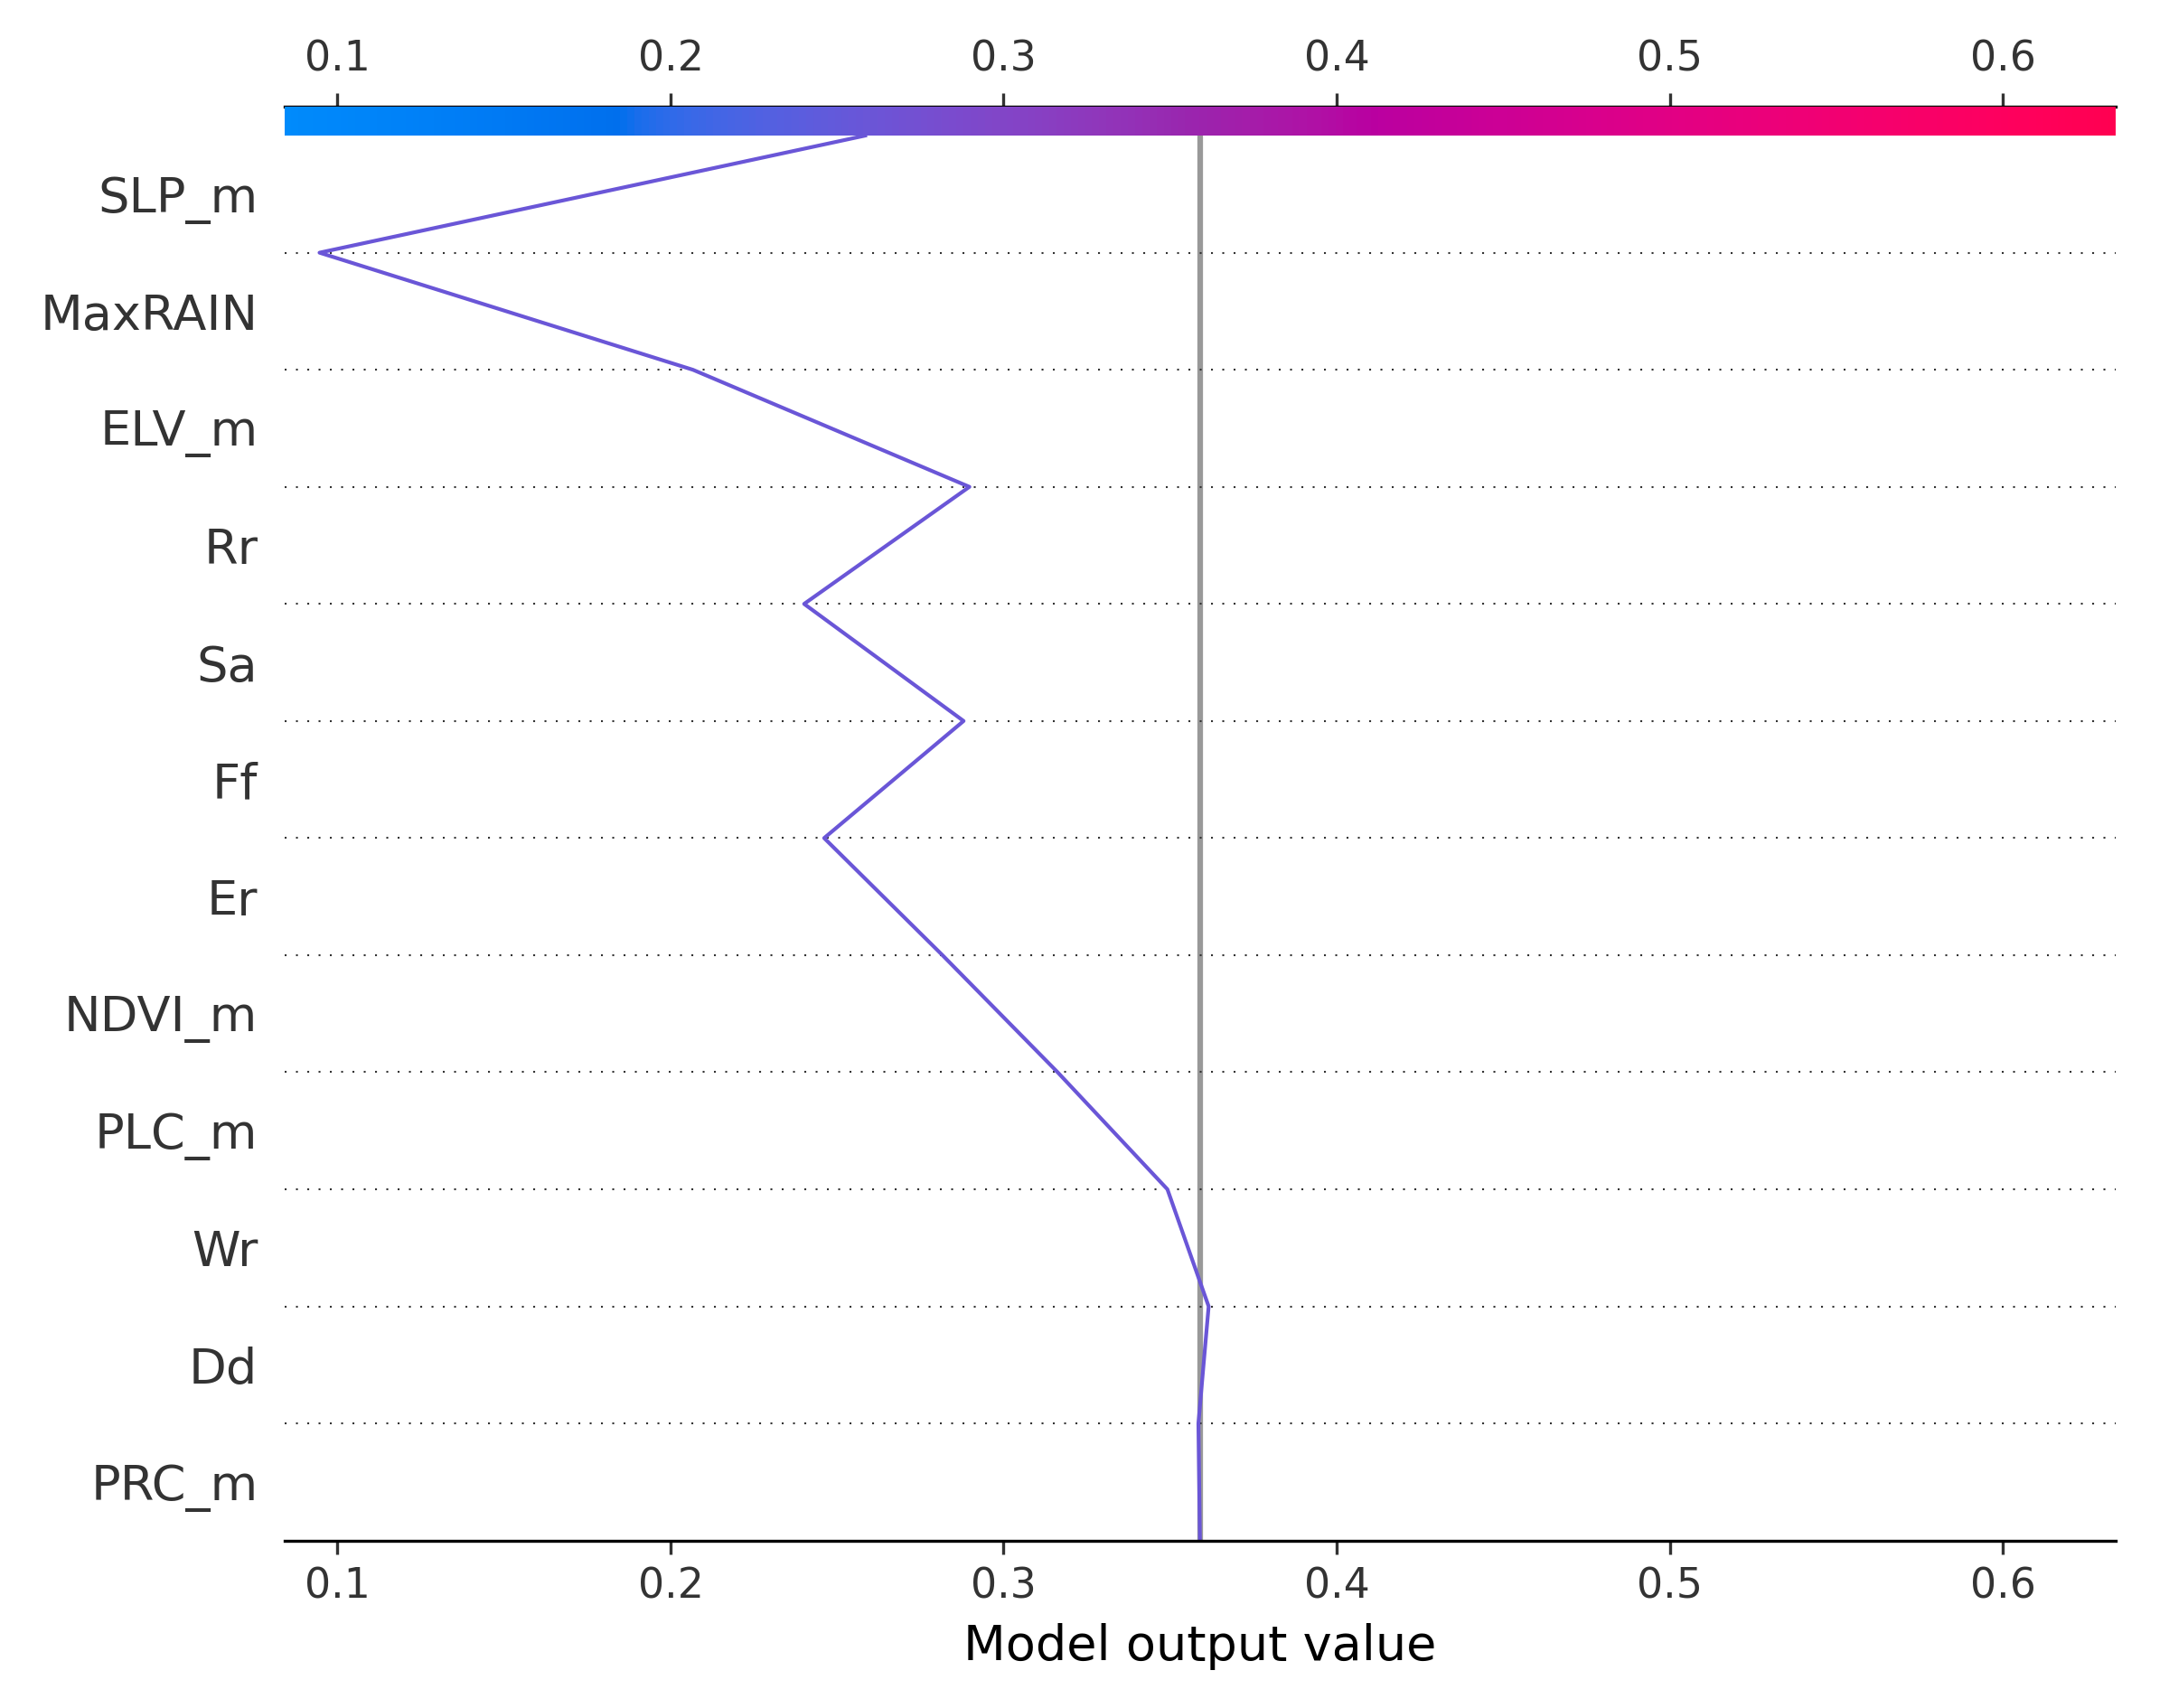 0.1 0.2 0.3 0.4 0.5 0.6
SLP_m
MaxRAIN
ELV_m
Rr
Sa
Ff
Er
NDVI_m
PLC_m
Wr
Dd
PRC_m
0.1 0.2 0.3 0.4 0.5 0.6
Model output value